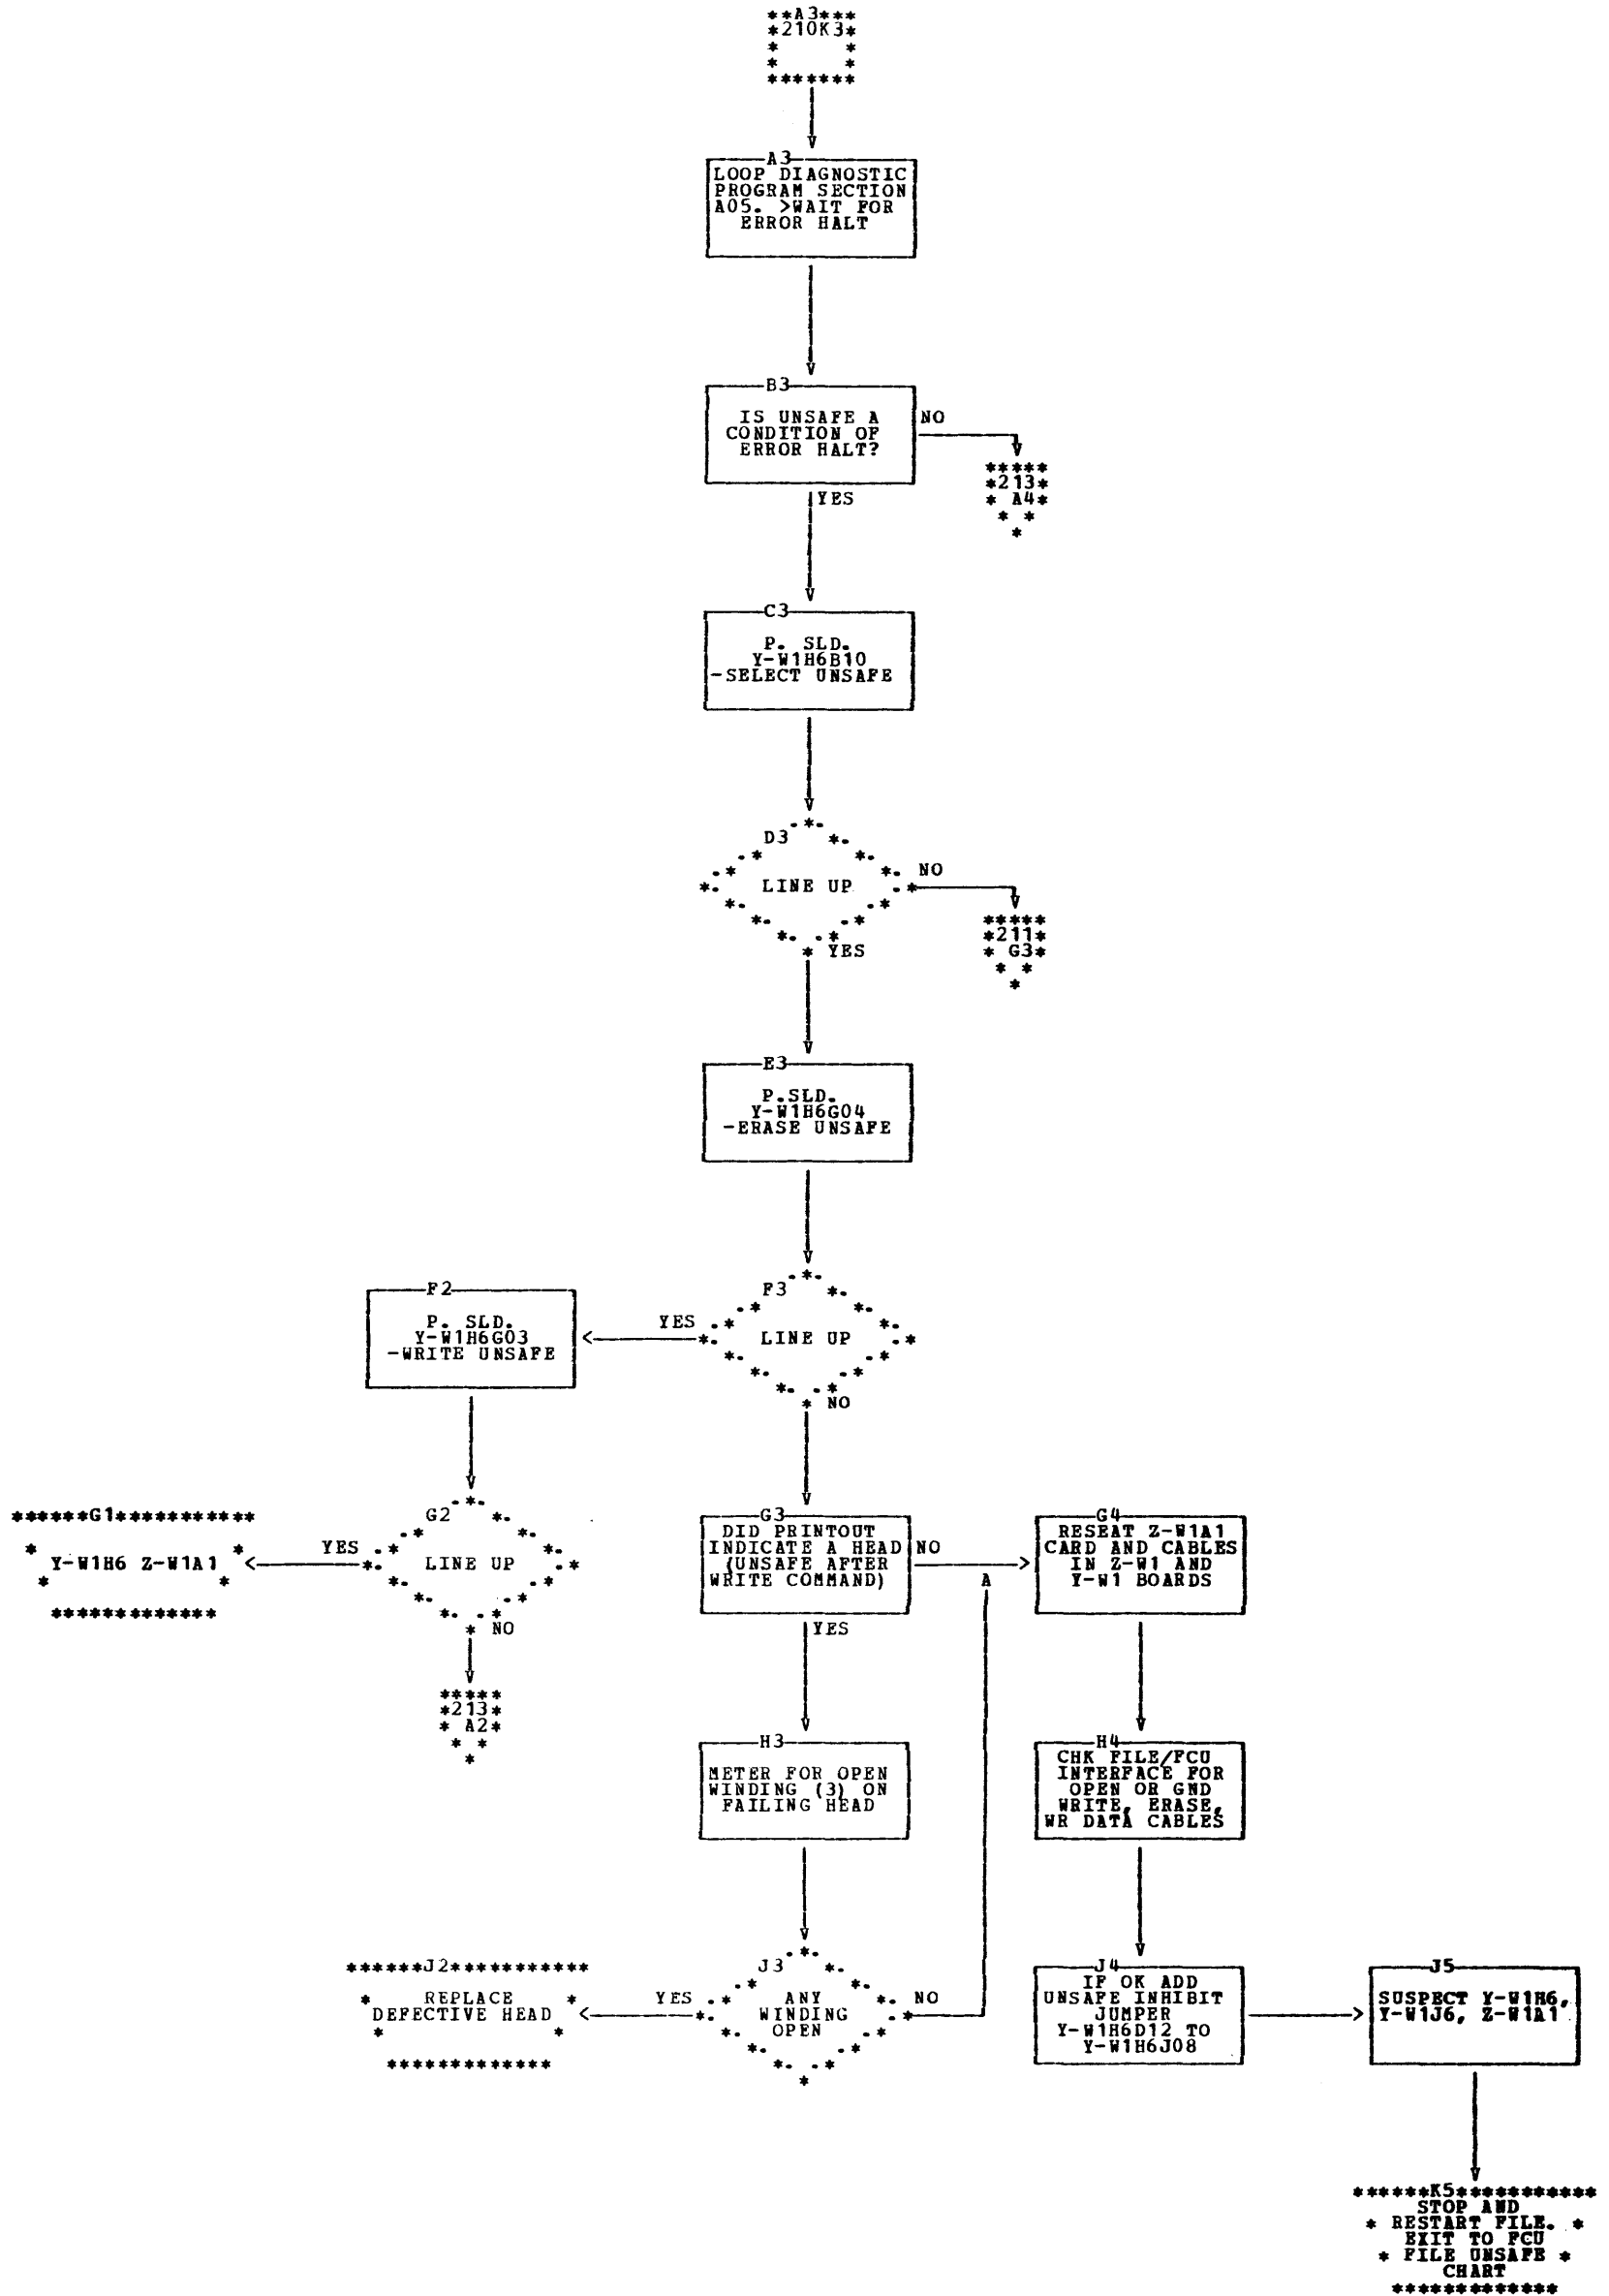 **A3***
*210K3*
* *
* *
*******
A3
LOOP DIAGNOSTIC
PROGRAM SECTION
A05. >WAIT FOR
ERROR HALT
B3
IS UNSAFE A
CONDITION OF
ERROR HALT?
NO
*****
*213*
* A4*
* *
*
YES
C3
P. SLD.
Y-W1H6B10
-SELECT UNSAFE
D3
LINE UP
NO
*****
*211*
* G3*
* *
*
YES
E3
P.SLD.
Y-W1H6G04
-ERASE UNSAFE
F3
LINE UP
YES
NO
F2
P. SLD.
Y-W1H6G03
-WRITE UNSAFE
G2
LINE UP
YES
******G1***********
* *
Y-W1H6 Z-W1A1
* *
*************
NO
*****
*213*
* A2*
* *
*
G3
DID PRINTOUT
INDICATE A HEAD
(UNSAFE AFTER
WRITE COMMAND)
NO
A
YES
G4
RESEAT Z-W1A1
CARD AND CABLES
IN Z-W1 AND
Y-W1 BOARDS
H3
METER FOR OPEN
WINDING (3) ON
FAILING HEAD
H4
CHK FILE/FCU
INTERFACE FOR
OPEN OR GND
WRITE, ERASE,
WR DATA CABLES
J3
ANY
WINDING
OPEN
YES
NO
******J2***********
* REPLACE *
DEFECTIVE HEAD
* *
*************
J4
IF OK ADD
UNSAFE INHIBIT
JUMPER
Y-W1H6D12 TO
Y-W1H6J08
J5
SUSPECT Y-W1H6,
Y-W1J6, Z-W1A1
******K5***********
STOP AND
* RESTART FILE. *
EXIT TO FCU
* FILE UNSAFE *
CHART
*************